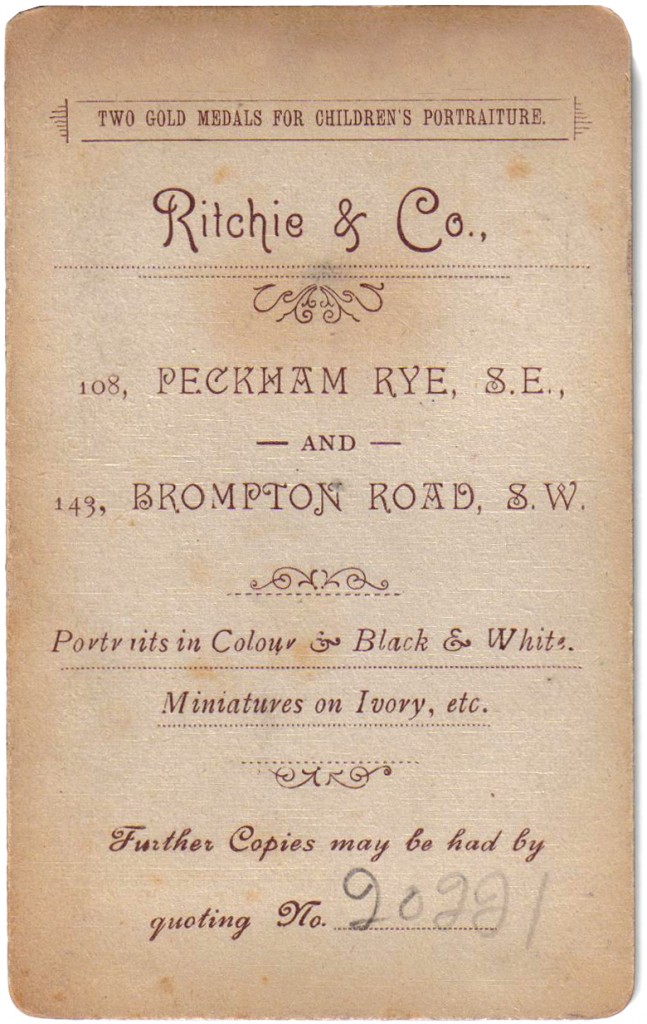 TWO GOLD MEDALS FOR CHILDREN'S PORTRAITURE.
Ritchie & Co.,
108, PECKHAM RYE, S.E.,
— AND —
143, BROMPTON ROAD, S.W.
Portraits in Colour & Black & White.
Miniatures on Ivory, etc.
Further Copies may be had by
quoting No. 20221